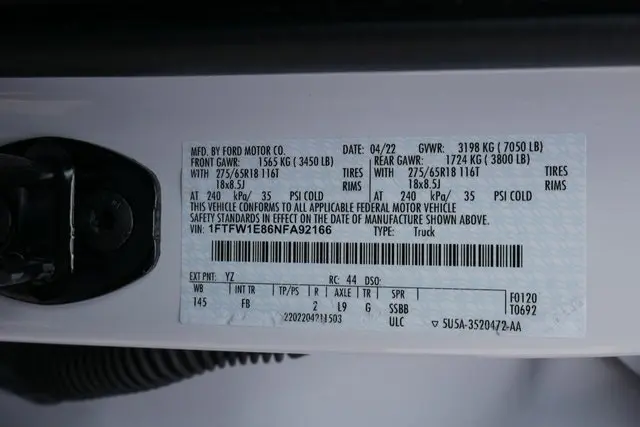 MFD. BY FORD MOTOR CO. DATE: 04/22 GVWR: 3198 KG ( 7050 LB)
FRONT GAWR: 1565 KG ( 3450 LB) REAR GAWR: 1724 KG ( 3800 LB)
WITH 275/65R18 116T TIRES WITH 275/65R18 116T TIRES
18x8.5J RIMS 18x8.5J RIMS
AT 240 kPa/ 35 PSI COLD AT 240 kPa/ 35 PSI COLD
THIS VEHICLE CONFORMS TO ALL APPLICABLE FEDERAL MOTOR VEHICLE
SAFETY STANDARDS IN EFFECT ON THE DATE OF MANUFACTURE SHOWN ABOVE.
VIN: 1FTFW1E86NFA92166 TYPE: Truck
EXT PNT: YZ RC: 44 DSO:
WB INT TR TP/PS R AXLE TR SPR F0120
145 FB 2 L9 G SSBB T0692
2202204211503 ULC 5U5A-3520472-AA